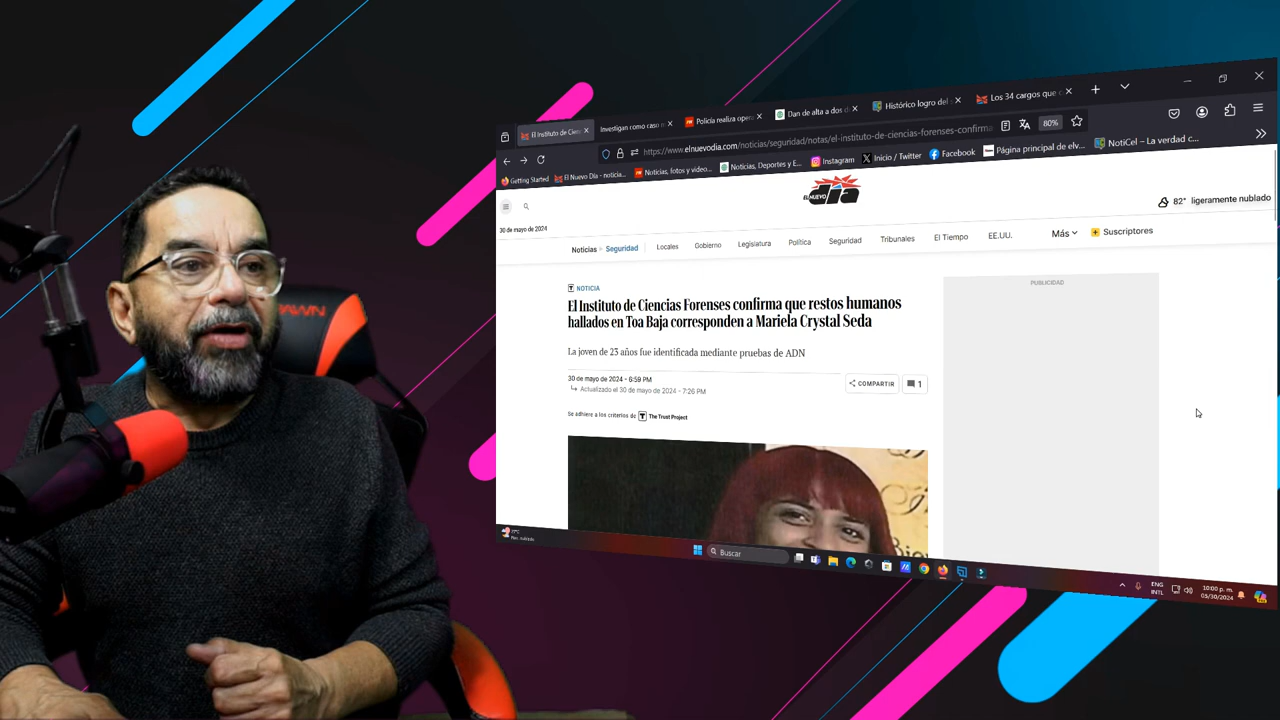 El Instituto de Cien
Investigan como caso
Policía realiza opera
Dan de alta a dos d
Histórico logro del
Los 34 cargos que c
https://www.elnuevodia.com/noticias/seguridad/notas/el-instituto-de-ciencias-forenses-confirma
80%
Getting Started
El Nuevo Día - noticia...
Noticias, fotos y video...
Noticias, Deportes y E...
Instagram
Inicio / Twitter
Facebook
Página principal de elv...
NotiCel – La verdad c...
EL NUEVO día
30 de mayo de 2024
82° ligeramente nublado
Noticias > Seguridad
Locales
Gobierno
Legislatura
Política
Seguridad
Tribunales
El Tiempo
EE.UU.
Más
Suscriptores
T NOTICIA
PUBLICIDAD
El Instituto de Ciencias Forenses confirma que restos humanos
hallados en Toa Baja corresponden a Mariela Crystal Seda
La joven de 23 años fue identificada mediante pruebas de ADN
30 de mayo de 2024 - 6:59 PM
Actualizado el 30 de mayo de 2024 - 7:26 PM
COMPARTIR
1
Se adhiere a los criterios de T The Trust Project
Buscar
ENG
INTL
10:00 p. m.
05/30/2024